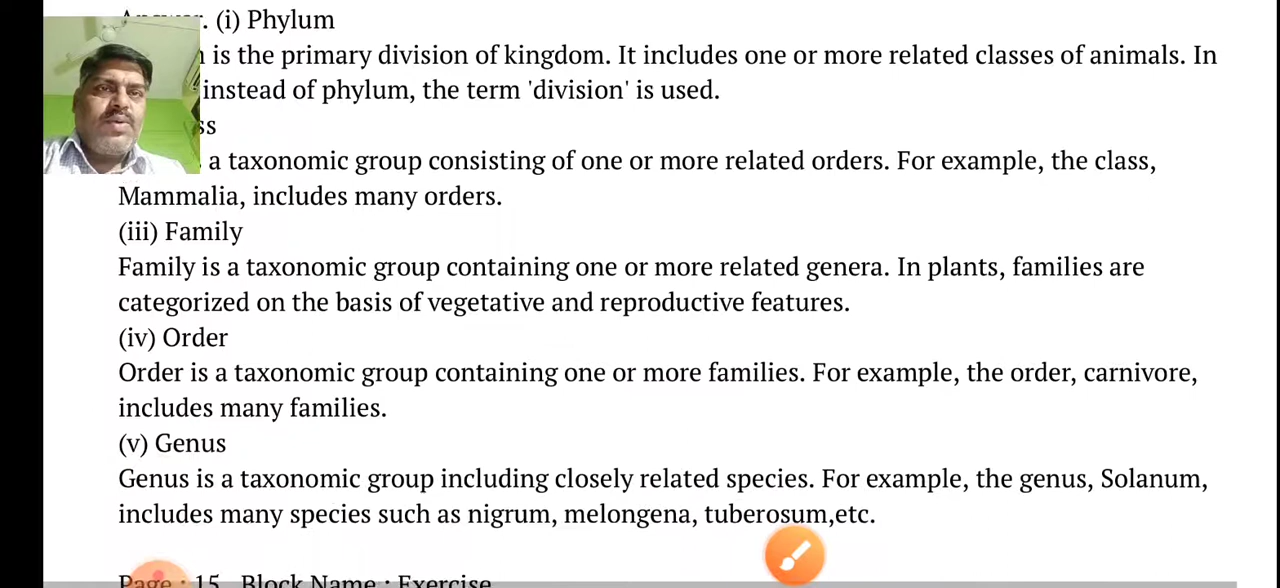 . (i) Phylum
is the primary division of kingdom. It includes one or more related classes of animals. In
instead of phylum, the term 'division' is used.
a taxonomic group consisting of one or more related orders. For example, the class,
Mammalia, includes many orders.
(iii) Family
Family is a taxonomic group containing one or more related genera. In plants, families are
categorized on the basis of vegetative and reproductive features.
(iv) Order
Order is a taxonomic group containing one or more families. For example, the order, carnivore,
includes many families.
(v) Genus
Genus is a taxonomic group including closely related species. For example, the genus, Solanum,
includes many species such as nigrum, melongena, tuberosum,etc.
Page : 15 Block Name : Exercise